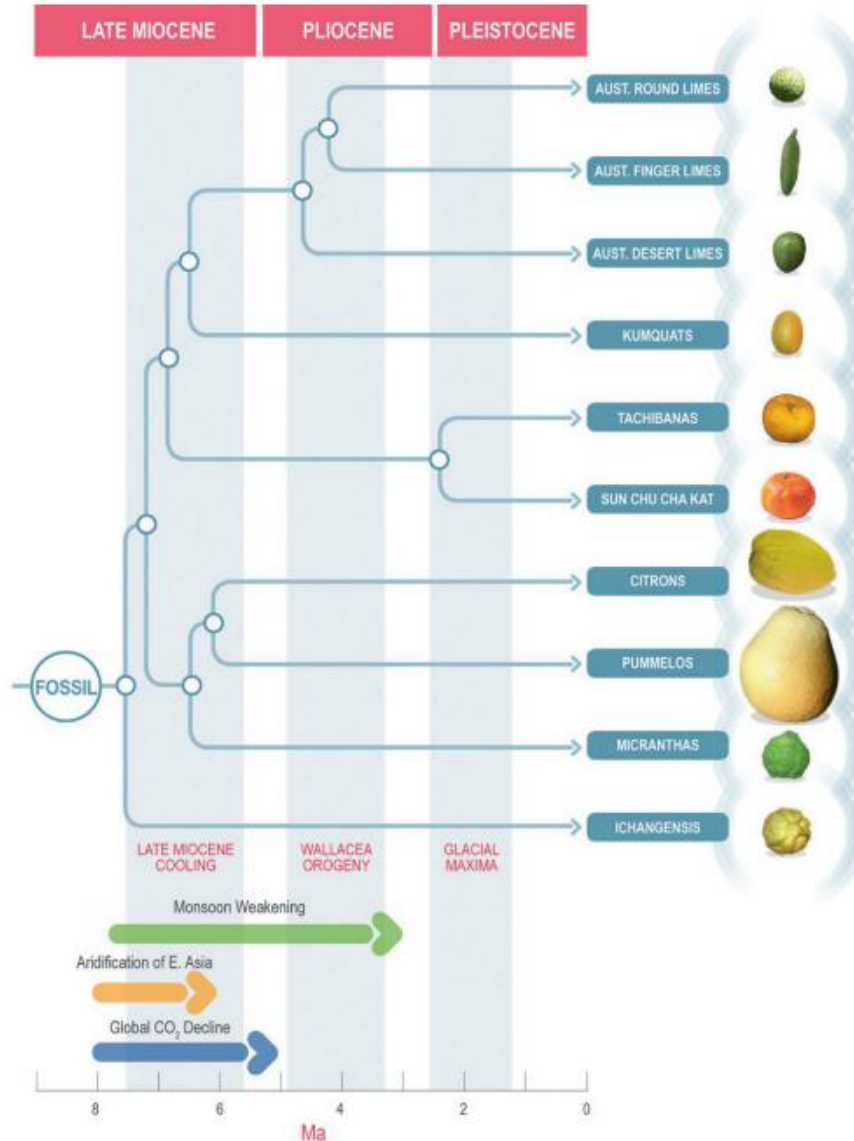 LATE MIOCENE
PLIOCENE
PLEISTOCENE
AUST. ROUND LIMES
AUST. FINGER LIMES
AUST. DESERT LIMES
KUMQUATS
TACHIBANAS
SUN CHU CHA KAT
CITRONS
FOSSIL
PUMMELOS
MICRANTHAS
ICHANGENSIS
LATE MIOCENE
COOLING
WALLACEA
OROGENY
GLACIAL
MAXIMA
Monsoon Weakening
Aridification of E. Asia
Global CO₂ Decline
8 6 4 2 0
Ma